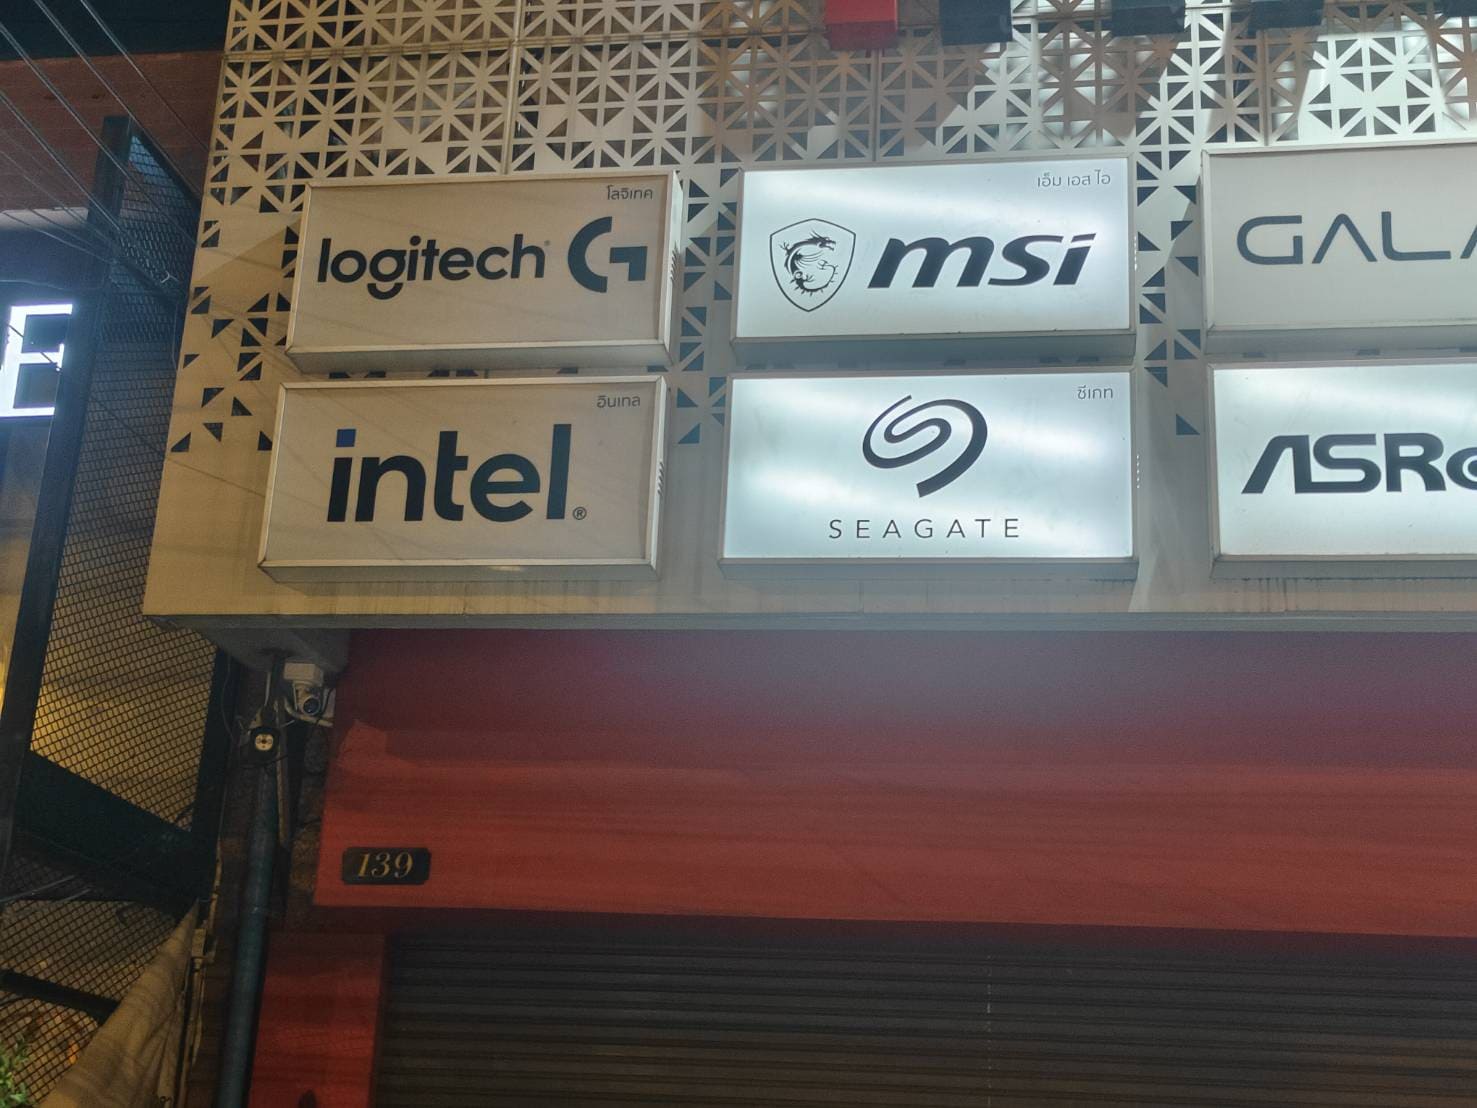 โลจิเทค
logitech G
เอ็ม เอส ไอ
msi
GALA
อินเทล
intel®
ซีเกท
SEAGATE
ASRo
E
139